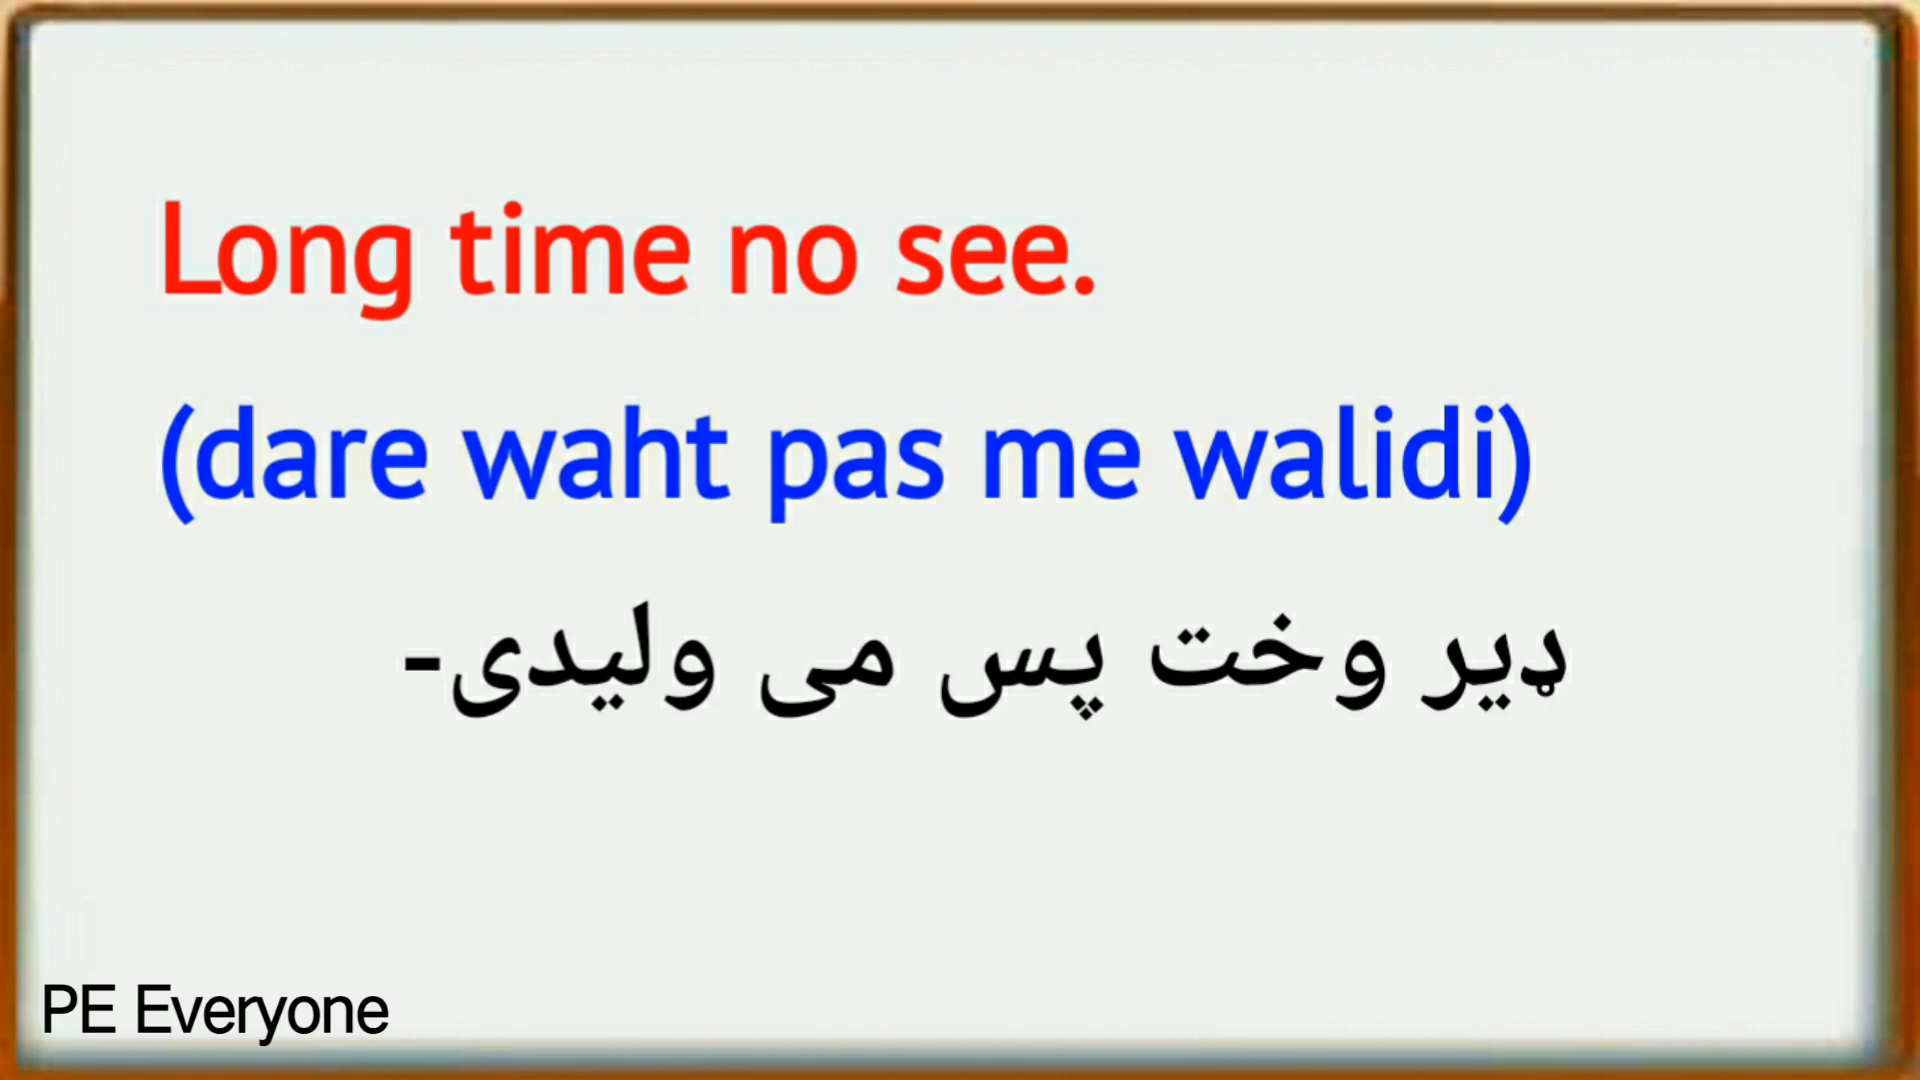 Long time no see.
(dare waht pas me walidi)
ډیر وخت پس می ولیدی-
PE Everyone